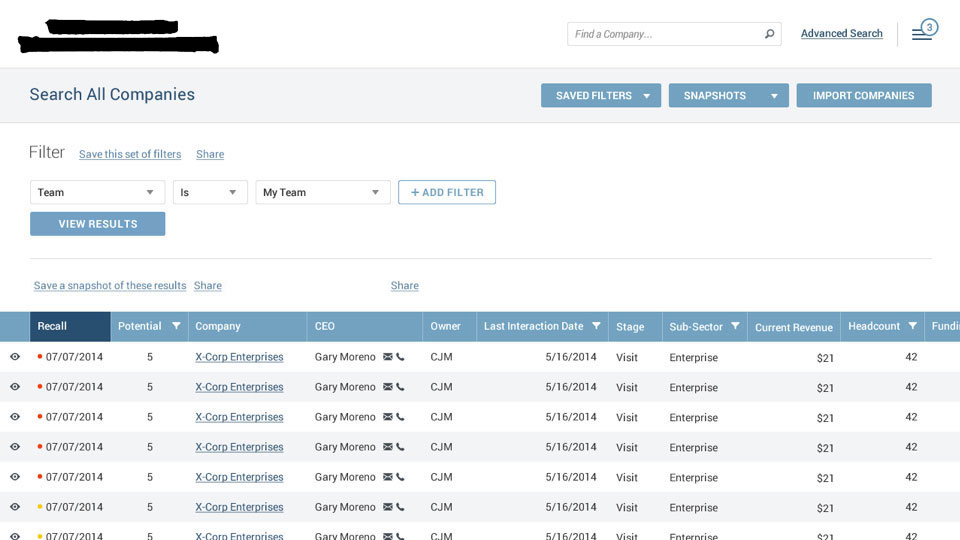 Find a Company...
Advanced Search
3
Search All Companies
SAVED FILTERS
SNAPSHOTS
IMPORT COMPANIES
Filter Save this set of filters Share
Team Is My Team + ADD FILTER
VIEW RESULTS
Save a snapshot of these results Share Share
Recall Potential Company CEO Owner Last Interaction Date Stage Sub-Sector Current Revenue Headcount Fundi
07/07/2014 5 X-Corp Enterprises Gary Moreno CJM 5/16/2014 Visit Enterprise $21 42
07/07/2014 5 X-Corp Enterprises Gary Moreno CJM 5/16/2014 Visit Enterprise $21 42
07/07/2014 5 X-Corp Enterprises Gary Moreno CJM 5/16/2014 Visit Enterprise $21 42
07/07/2014 5 X-Corp Enterprises Gary Moreno CJM 5/16/2014 Visit Enterprise $21 42
07/07/2014 5 X-Corp Enterprises Gary Moreno CJM 5/16/2014 Visit Enterprise $21 42
07/07/2014 5 X-Corp Enterprises Gary Moreno CJM 5/16/2014 Visit Enterprise $21 42
07/07/2014 5 X-Corp Enterprises Gary Moreno CJM 5/16/2014 Visit Enterprise $21 42